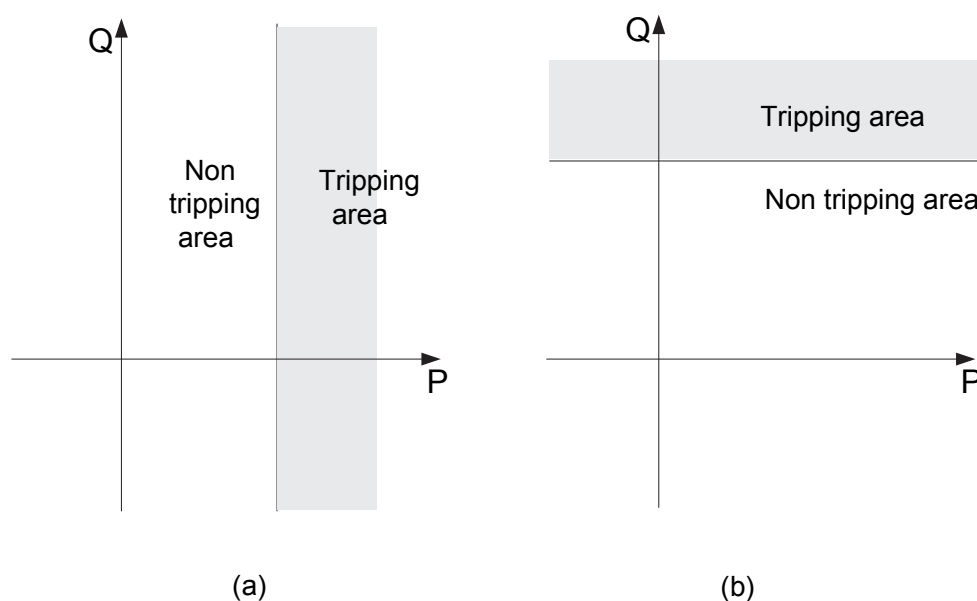 Q
Non
tripping
area
Tripping
area
P
(a)
Q
Tripping area
Non tripping area
P
(b)